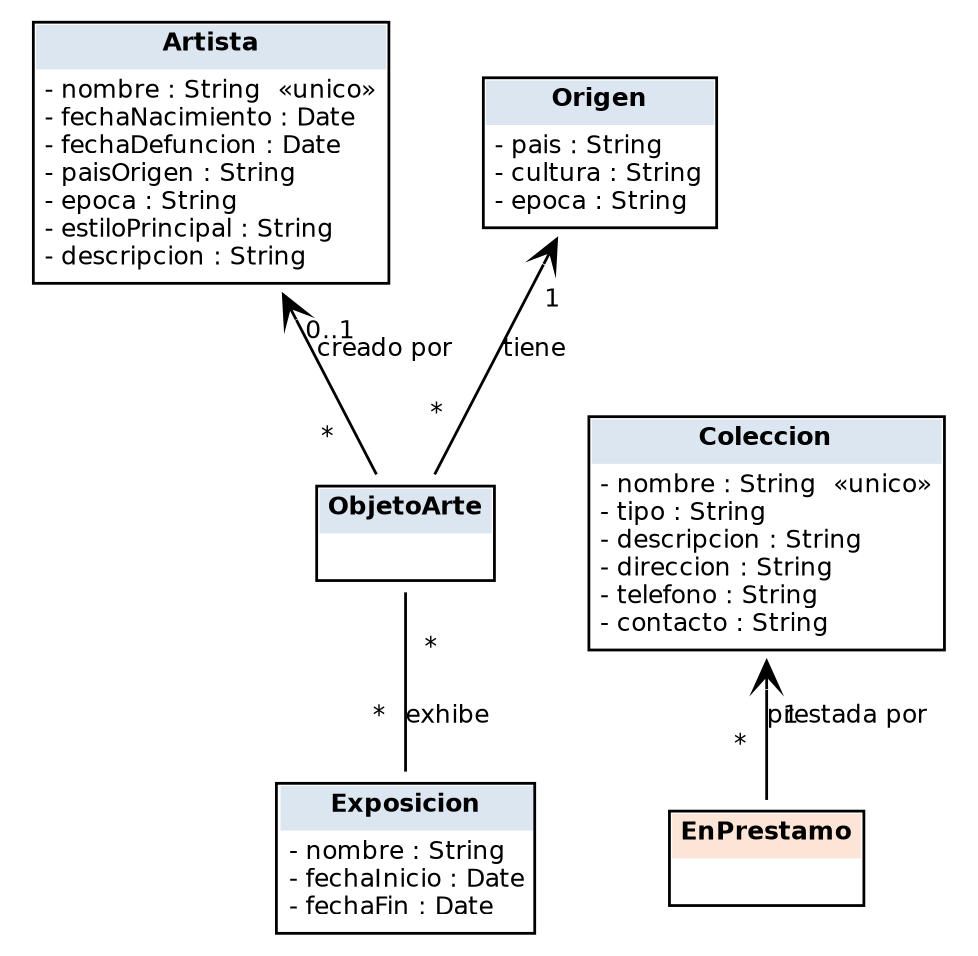 Artista
- nombre : String «unico»
- fechaNacimiento : Date
- fechaDefuncion : Date
- paisOrigen : String
- epoca : String
- estiloPrincipal : String
- descripcion : String
Origen
- pais : String
- cultura : String
- epoca : String
0..1
creado por
*
1
tiene
*
ObjetoArte
Coleccion
- nombre : String «unico»
- tipo : String
- descripcion : String
- direccion : String
- telefono : String
- contacto : String
*
* exhibe
1
prestada por
*
Exposicion
- nombre : String
- fechaInicio : Date
- fechaFin : Date
EnPrestamo